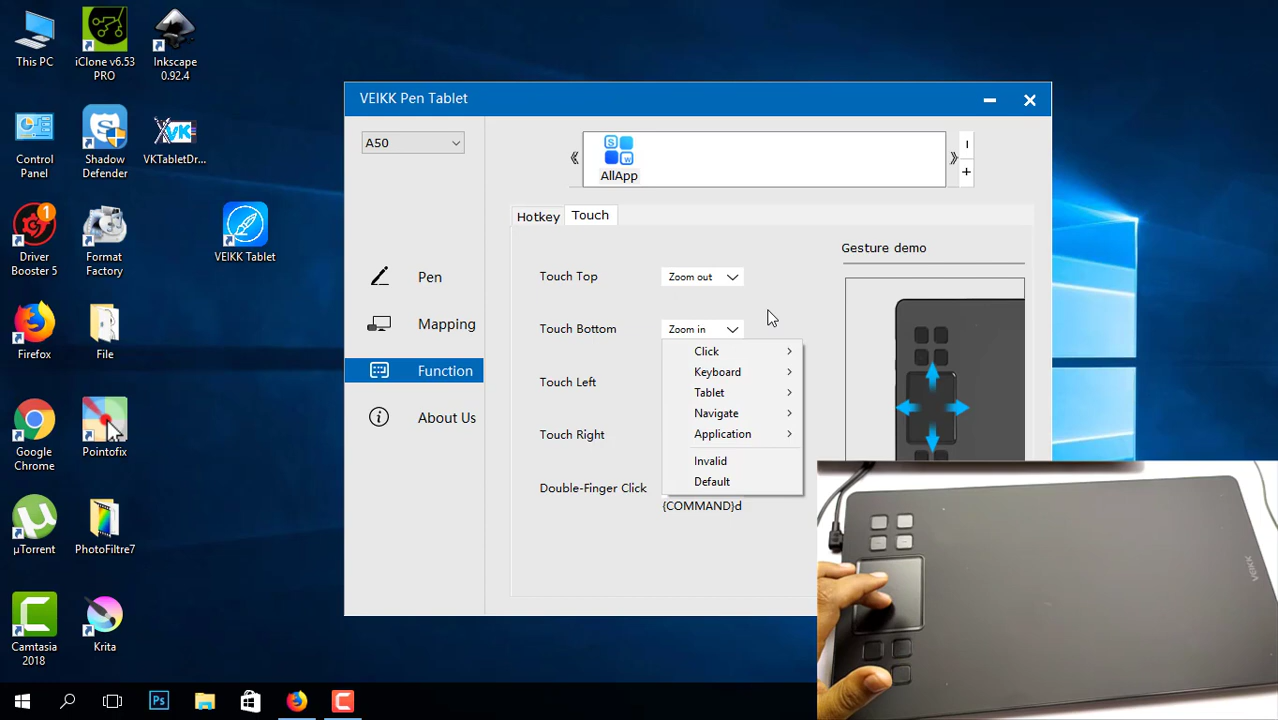 This PC
iClone v6.53
PRO
Inkscape
0.92.4
Control
Panel
Shadow
Defender
VKTabletDr...
Driver
Booster 5
Format
Factory
VEIKK Tablet
Firefox
File
Google
Chrome
Pointofix
µTorrent
PhotoFiltre7
Camtasia
2018
Krita
VEIKK Pen Tablet
A50
AllApp
Pen
Mapping
Function
About Us
Hotkey
Touch
Gesture demo
Touch Top
Zoom out
Touch Bottom
Zoom in
Touch Left
Touch Right
Double-Finger Click
Click
Keyboard
Tablet
Navigate
Application
Invalid
Default
{COMMAND}d
VEIKK